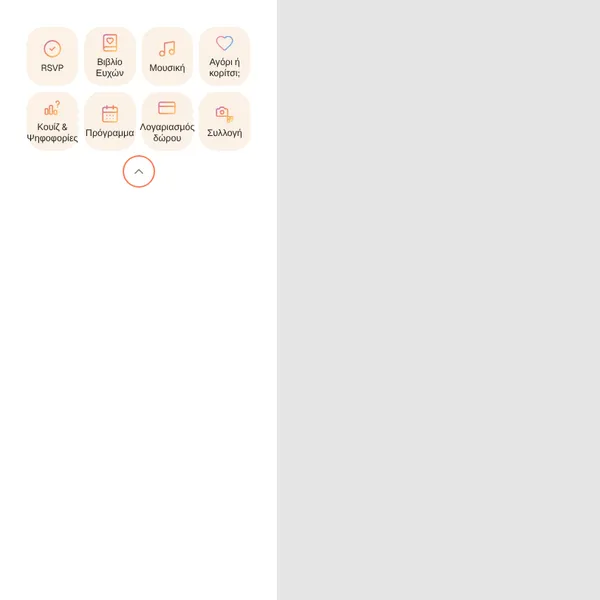 RSVP
Βιβλίο
Ευχών
Μουσική
Αγόρι ή
κορίτσι;
Κουίζ &
Ψηφοφορίες
Πρόγραμμα
Λογαριασμός
δώρου
Συλλογή